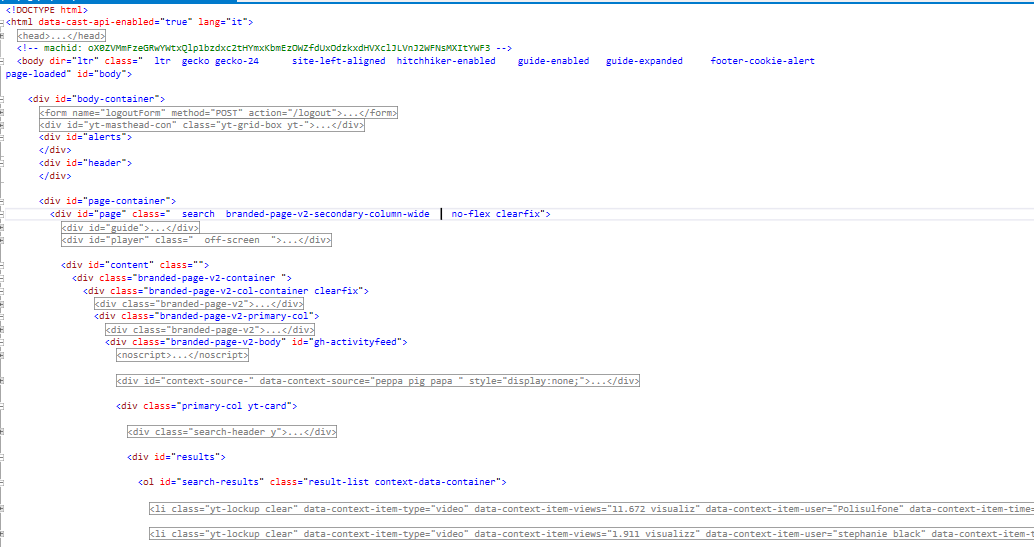 <!DOCTYPE html>
<html data-cast-api-enabled="true" lang="it">
<head>...</head>
<!-- machid: -->
<body dir="ltr" class="  ltr  gecko gecko-24      site-left-aligned  hitchhiker-enabled    guide-enabled   guide-expanded     footer-cookie-alert
page-loaded" id="body">
<div id="body-container">
<form name="logoutForm" method="POST" action="/logout">...</form>
<div id="yt-masthead-con" class="yt-grid-box yt-">...</div>
<div id="alerts">
</div>
<div id="header">
</div>
<div id="page-container">
<div id="page" class="  search  branded-page-v2-secondary-column-wide    no-flex clearfix">
<div id="guide">...</div>
<div id="player" class="  off-screen  ">...</div>
<div id="content" class="">
<div class="branded-page-v2-container ">
<div class="branded-page-v2-col-container clearfix">
<div class="branded-page-v2">...</div>
<div class="branded-page-v2-primary-col">
<div class="branded-page-v2">...</div>
<div class="branded-page-v2-body" id="gh-activityfeed">
<noscript>...</noscript>
<div id="context-source-" data-context-source="peppa pig papa " style="display:none;">...</div>
<div class="primary-col yt-card">
<div class="search-header y">...</div>
<div id="results">
<ol id="search-results" class="result-list context-data-container">
<li class="yt-lockup clear" data-context-item-type="video" data-context-item-views="11.672 visualiz" data-context-item-user="Polisulfone" data-context-item-time=
<li class="yt-lockup clear" data-context-item-type="video" data-context-item-views="1.911 visualizz" data-context-item-user="stephanie black" data-context-item-